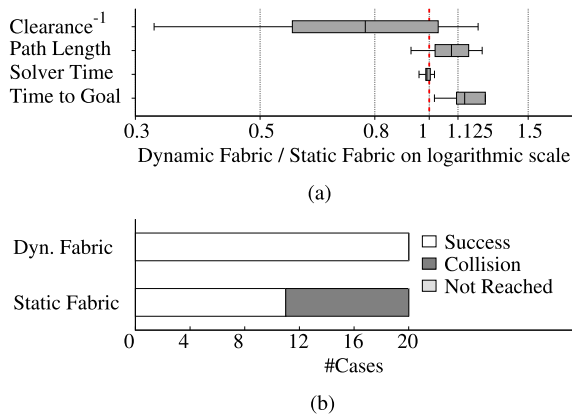 Clearance⁻¹
Path Length
Solver Time
Time to Goal
0.3 0.5 0.8 1 1.125 1.5
Dynamic Fabric / Static Fabric on logarithmic scale
(a)
Dyn. Fabric
Static Fabric
Success
Collision
Not Reached
0 4 8 12 16 20
#Cases
(b)